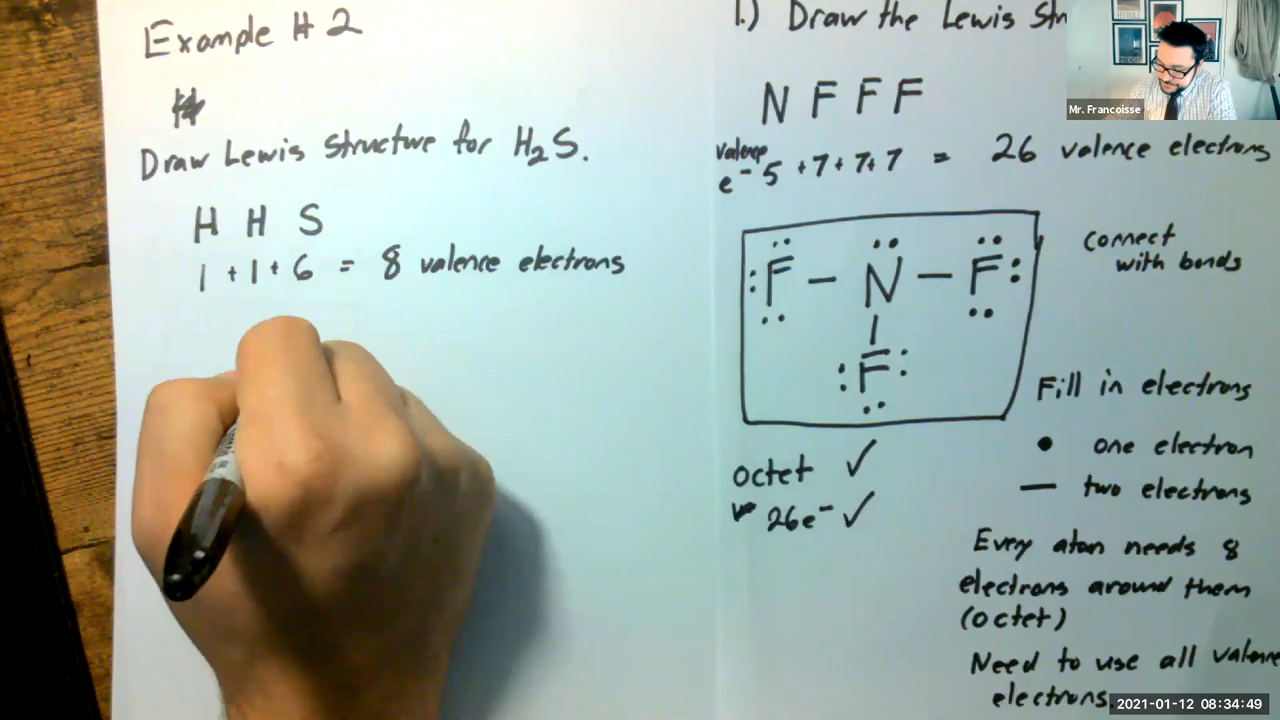 Example # 2
Draw Lewis Structure for H₂S.
H H S
1 + 1 + 6 = 8 valence electrons
1.) Draw the Lewis
N F F F
valence
e⁻ 5 + 7 + 7 + 7 = 26 valence electrons
F — N — F
F
connect
with bonds
Fill in electrons
• one electron
— two electrons
octet ✓
26e⁻ ✓
Every atom needs 8
electrons around them
(octet)
Need to use all valence
electrons.
Mr. Francoisse
2021-01-12 08:34:49